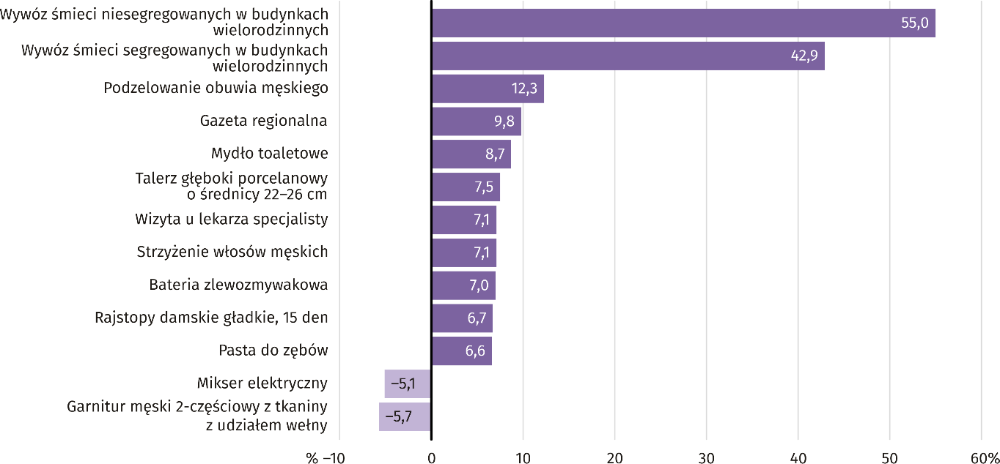 Wywóz śmieci niesegregowanych w budynkach
wielorodzinnych
55,0
Wywóz śmieci segregowanych w budynkach
wielorodzinnych
42,9
Podzelowanie obuwia męskiego
12,3
Gazeta regionalna
9,8
Mydło toaletowe
8,7
Talerz głęboki porcelanowy
o średnicy 22–26 cm
7,5
Wizyta u lekarza specjalisty
7,1
Strzyżenie włosów męskich
7,1
Bateria zlewozmywakowa
7,0
Rajstopy damskie gładkie, 15 den
6,7
Pasta do zębów
6,6
Mikser elektryczny
–5,1
Garnitur męski 2-częściowy z tkaniny
z udziałem wełny
–5,7
% –10 0 10 20 30 40 50 60%